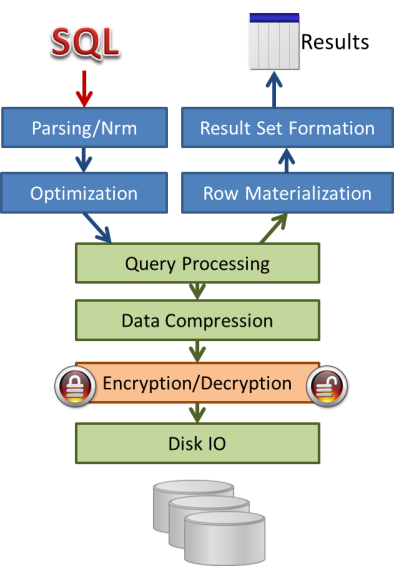 SQL
Results
Parsing/Nrm
Result Set Formation
Optimization
Row Materialization
Query Processing
Data Compression
Encryption/Decryption
Disk IO